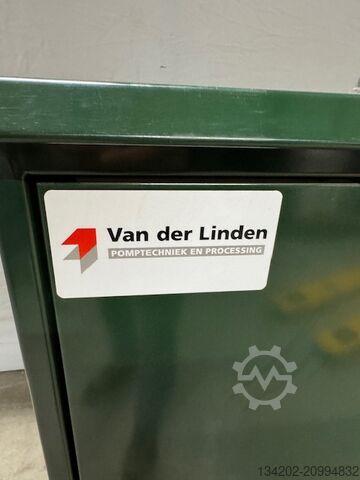 Van der Linden
POMPTECHNIEK EN PROCESSING
134202-20994832